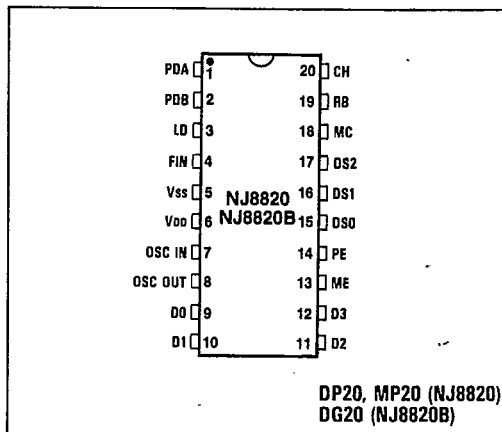 PDA 1 20 CH
PDB 2 19 RB
LD 3 18 MC
FIN 4 17 DS2
VSS 5 16 DS1
VDD 6 15 DS0
NJ8820
NJ8820B
OSC IN 7 14 PE
OSC OUT 8 13 ME
D0 9 12 D3
D1 10 11 D2
DP20, MP20 (NJ8820)
DG20 (NJ8820B)